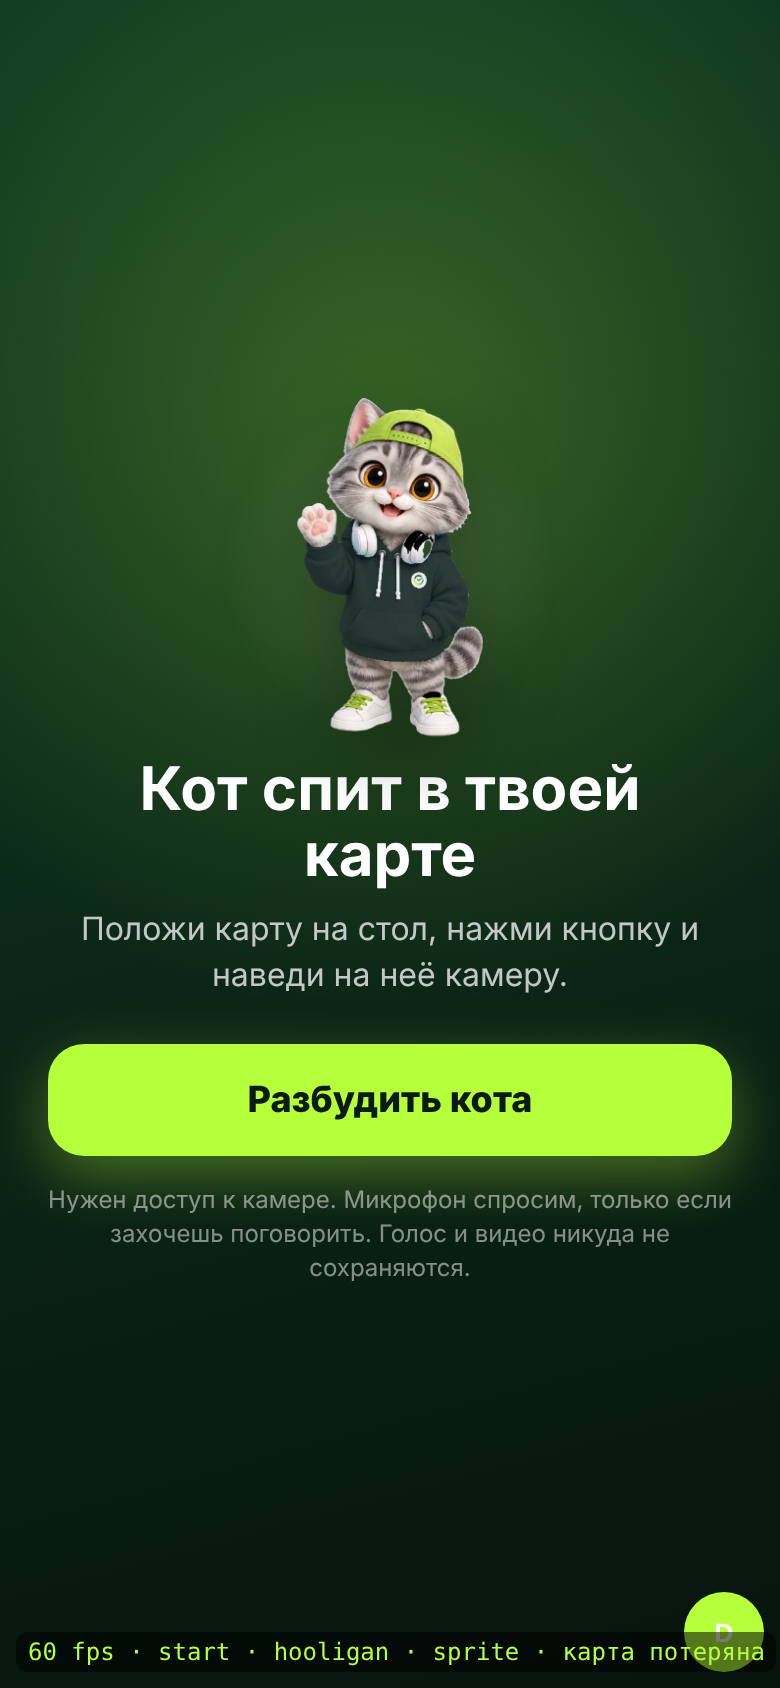 Кот спит в твоей
карте
Положи карту на стол, нажми кнопку и
наведи на неё камеру.
Разбудить кота
Нужен доступ к камере. Микрофон спросим, только если
захочешь поговорить. Голос и видео никуда не
сохраняются.
D
60 fps · start · hooligan · sprite · карта потеряна